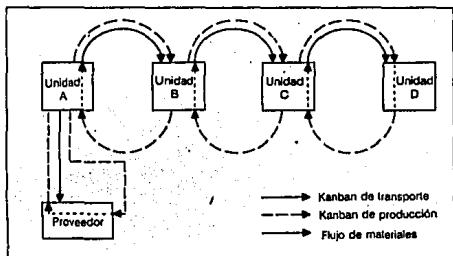 Unidad
A
Unidad
B
Unidad
C
Unidad
D
Proveedor
Kanban de transporte
Kanban de producción
Flujo de materiales